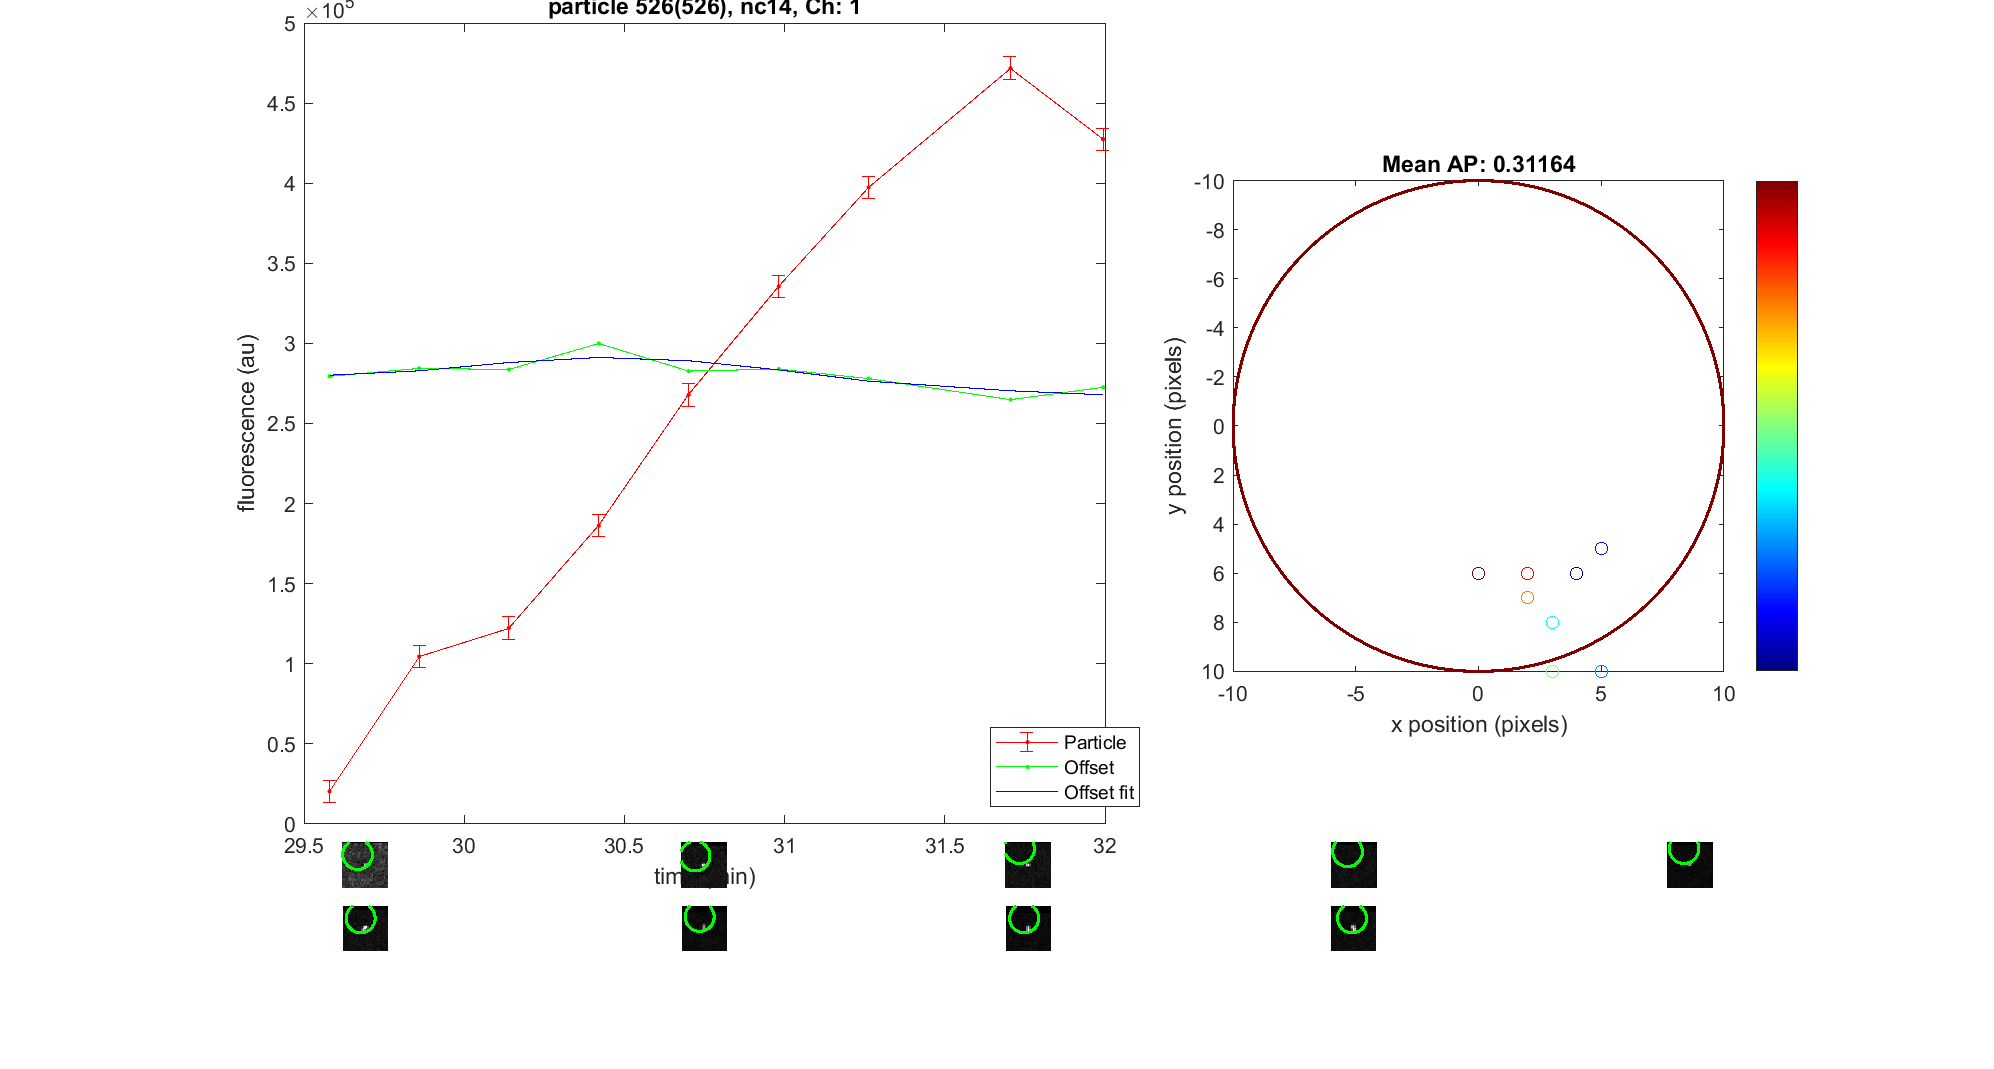 particle 526(526), nc14, Ch: 1
×10⁵
5
4.5
4
3.5
3
2.5
2
1.5
1
0.5
0
fluorescence (au)
29.5 30 30.5 31 31.5 32
Particle
Offset
Offset fit
Mean AP: 0.31164
-10
-8
-6
-4
-2
0
2
4
6
8
10
y position (pixels)
-10 -5 0 5 10
x position (pixels)